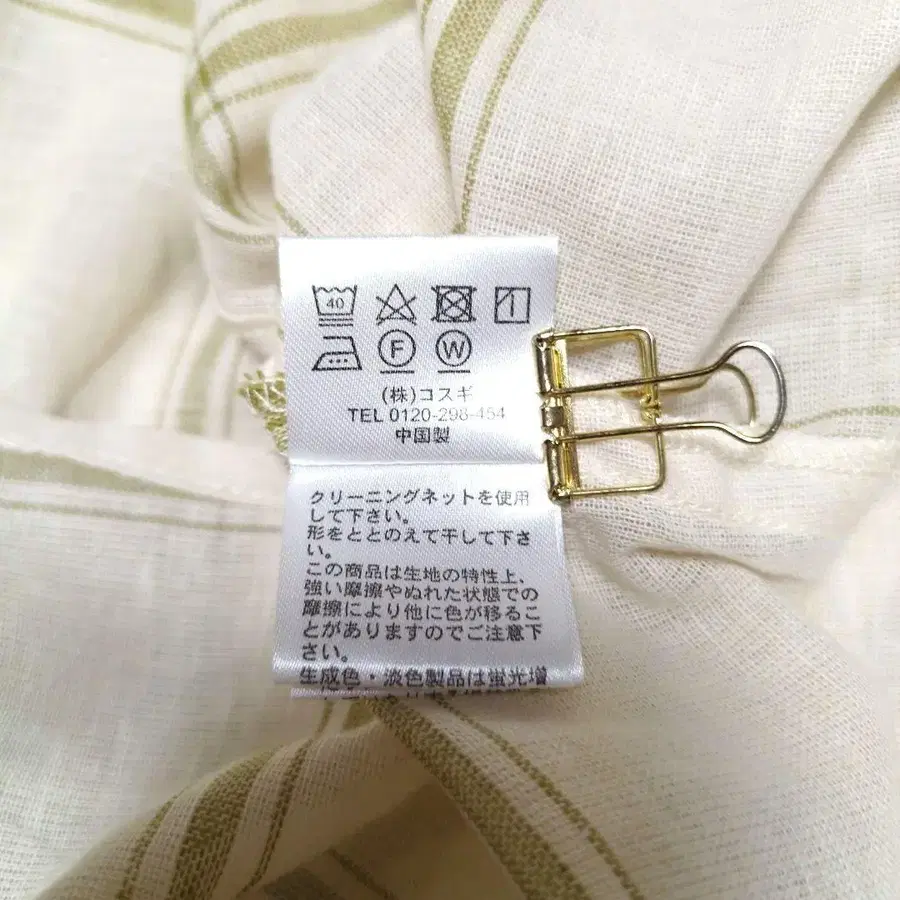 40
F W
(株)コスギ
TEL 0120-298-454
中国製
クリーニングネットを使用
して下さい。
形をととのえて干して下さ
い。
この商品は生地の特性上、
強い摩擦やぬれた状態での
摩擦により他に色が移るこ
とがありますのでご注意下
さい。
生成色・淡色製品は蛍光増